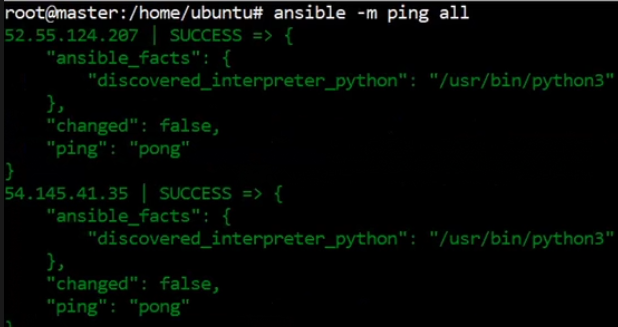 root@master:/home/ubuntu# ansible -m ping all
52.55.124.207 | SUCCESS => {
    "ansible_facts": {
        "discovered_interpreter_python": "/usr/bin/python3"
    },
    "changed": false,
    "ping": "pong"
}
54.145.41.35 | SUCCESS => {
    "ansible_facts": {
        "discovered_interpreter_python": "/usr/bin/python3"
    },
    "changed": false,
    "ping": "pong"
}